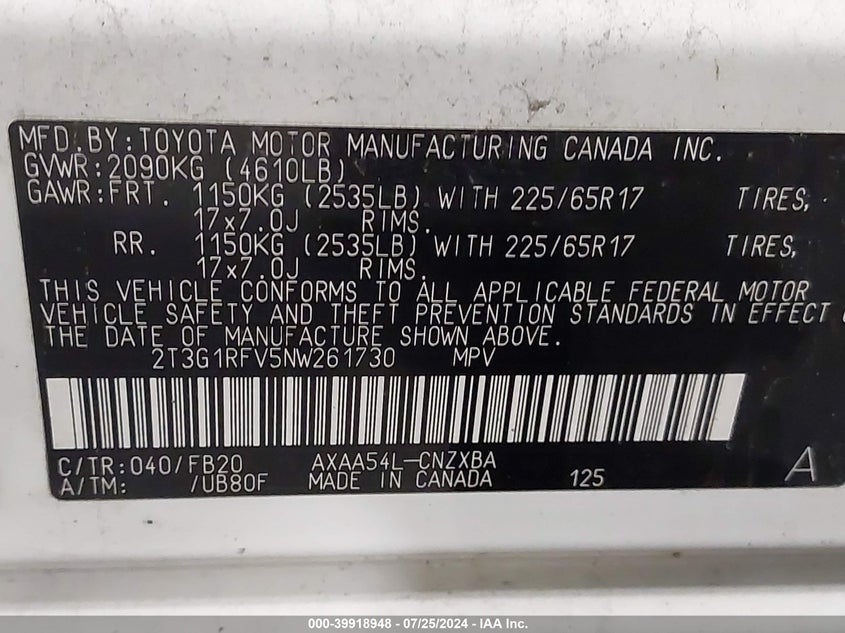 MFD.BY:TOYOTA MOTOR MANUFACTURING CANADA INC.
GVWR:2090KG (4610LB)
GAWR:FRT. 1150KG (2535LB) WITH 225/65R17 TIRES,
17x7.0J RIMS.
RR. 1150KG (2535LB) WITH 225/65R17 TIRES,
17x7.0J RIMS.
THIS VEHICLE CONFORMS TO ALL APPLICABLE FEDERAL MOTOR
VEHICLE SAFETY AND THEFT PREVENTION STANDARDS IN EFFECT
THE DATE OF MANUFACTURE SHOWN ABOVE.
2T3G1RFV5NW261730 MPV
C/TR:040/FB20 AXAA54L-CNZXBA
A/TM: /UB80F MADE IN CANADA 125 A
000-39918948 - 07/25/2024 - IAA Inc.